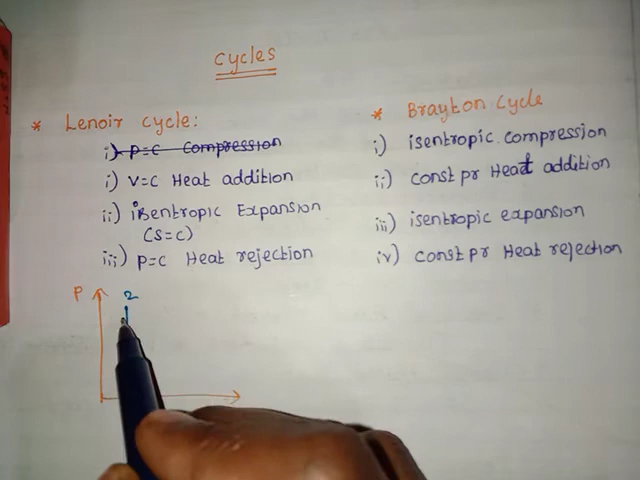 Cycles
* Lenoir cycle:
i) P=C Compression
i) V=C Heat addition
ii) isentropic Expansion
(S=C)
iii) P=C Heat rejection
* Brayton Cycle
i) isentropic compression
ii) const pr Heat addition
iii) isentropic expansion
iv) const pr Heat rejection
P
2